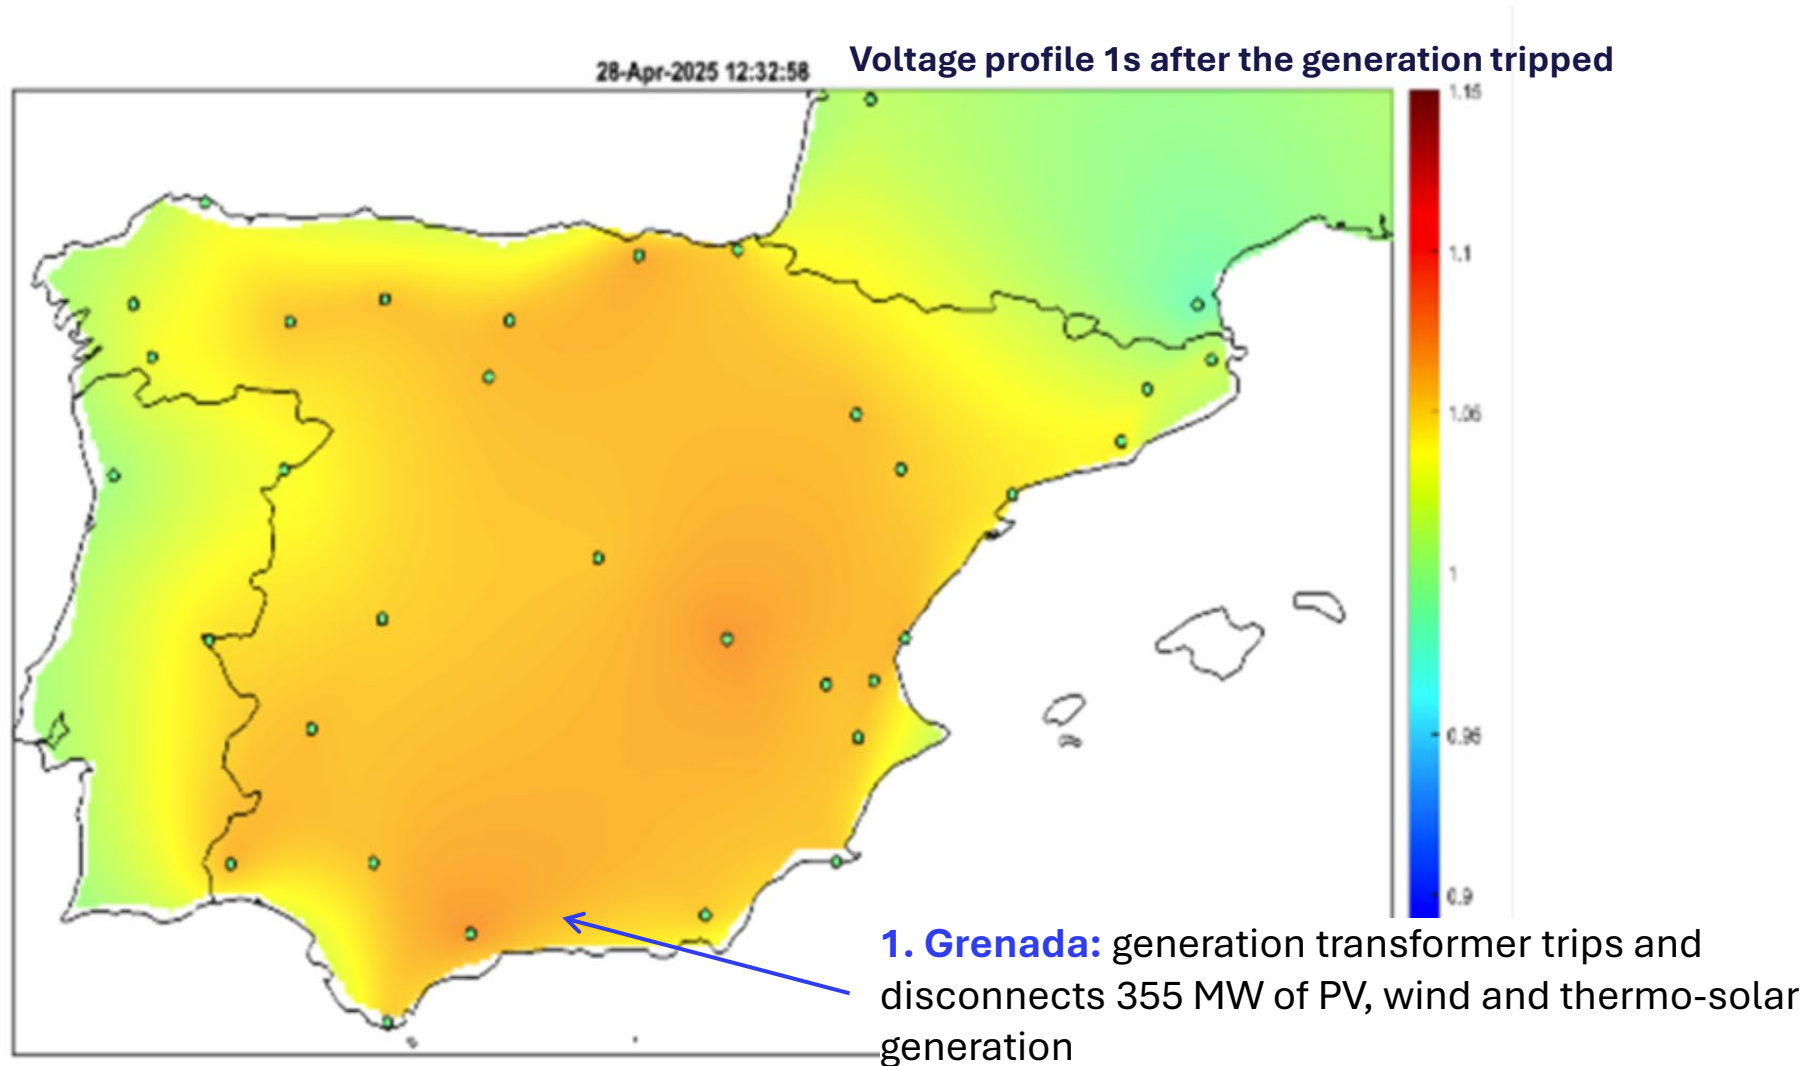 28-Apr-2025 12:32:58
Voltage profile 1s after the generation tripped
1.15
1.1
1.05
1
0.95
0.9
1. Grenada: generation transformer trips and
disconnects 355 MW of PV, wind and thermo-solar
generation